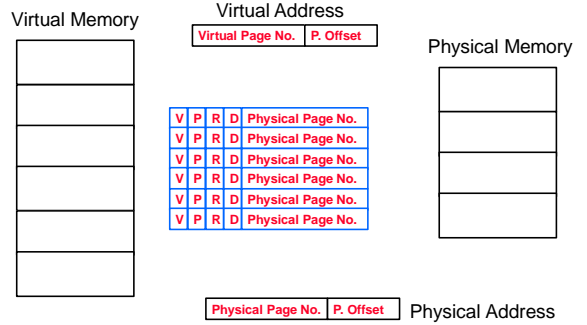 Virtual Memory
Virtual Address
Virtual Page No. P. Offset
Physical Memory
V P R D Physical Page No.
V P R D Physical Page No.
V P R D Physical Page No.
V P R D Physical Page No.
V P R D Physical Page No.
V P R D Physical Page No.
Physical Page No. P. Offset Physical Address